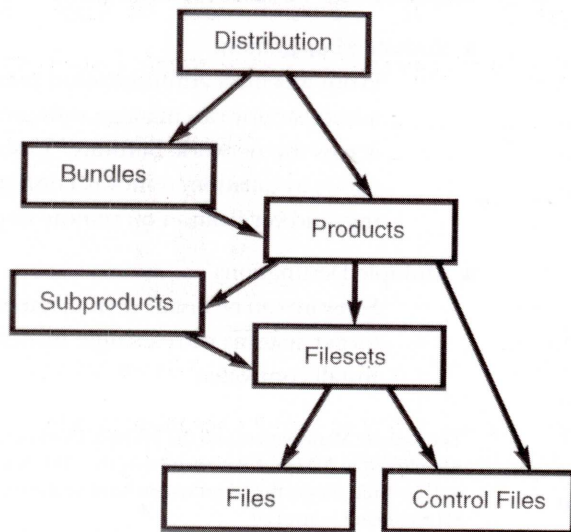 Distribution
Bundles
Products
Subproducts
Filesets
Files
Control Files